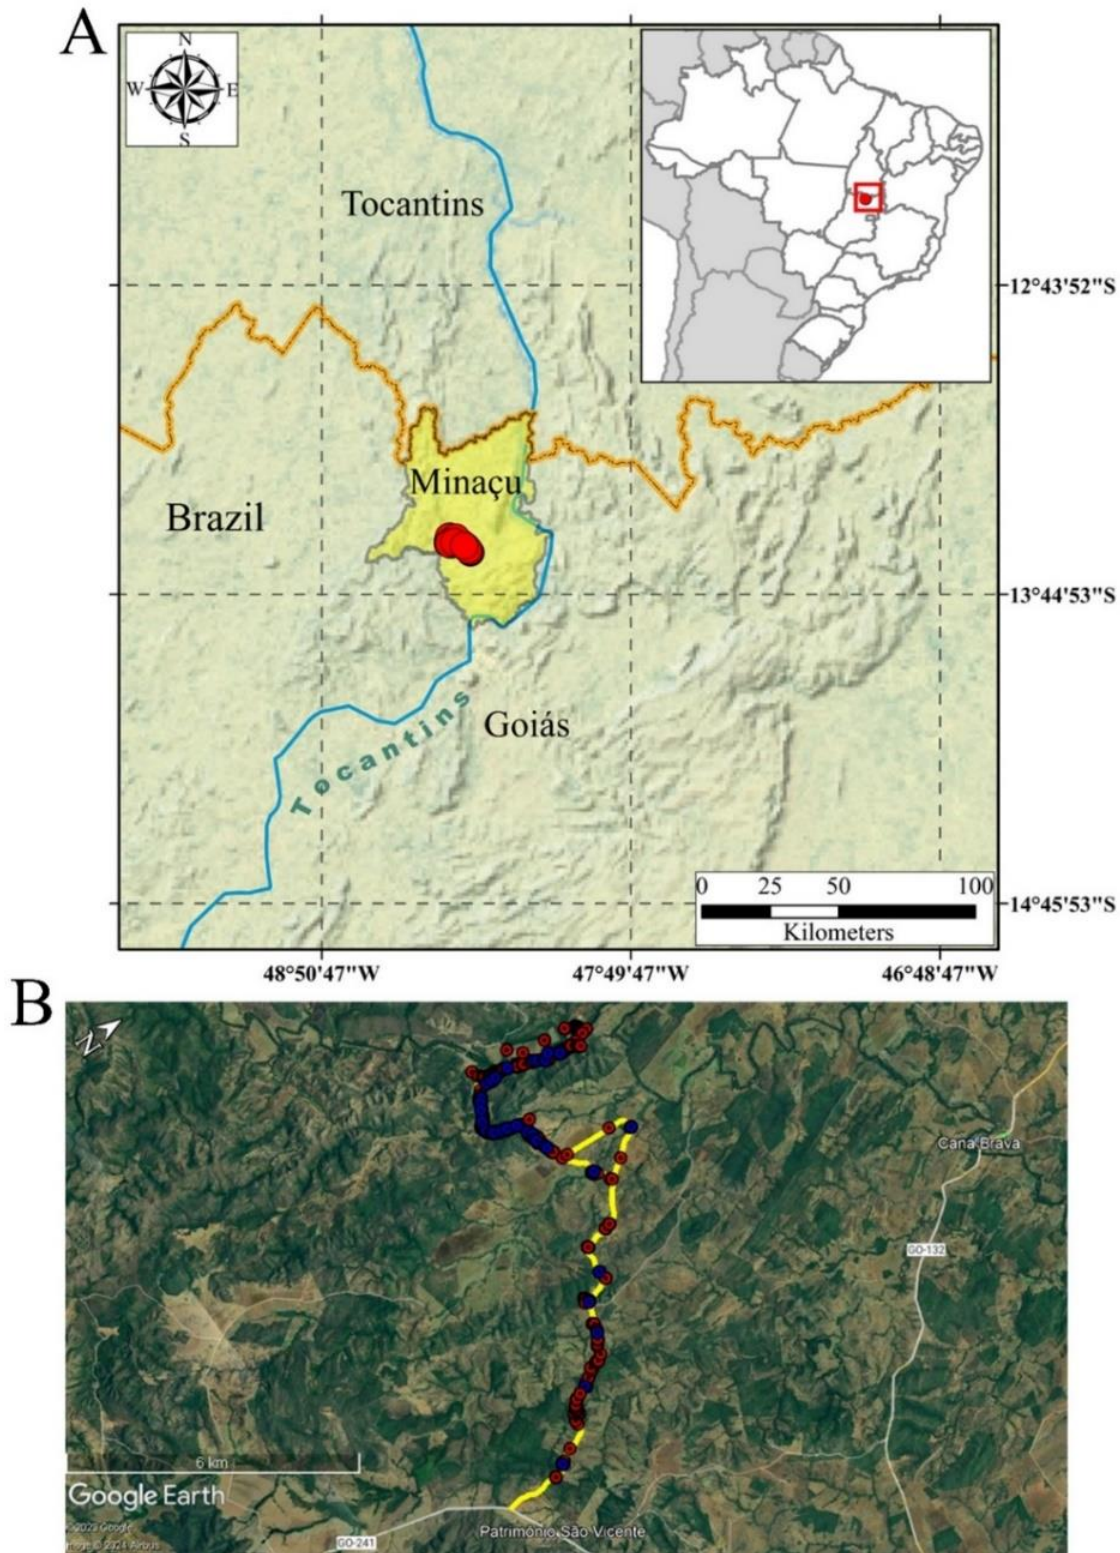 A
N
W E
S
Tocantins
12°43'52"S
Minaçu
Brazil
13°44'53"S
Tocantins
Goiás
0 25 50 100
Kilometers
14°45'53"S
48°50'47"W 47°49'47"W 46°48'47"W
B
N
Cana Brava
GO-132
6 km
Google Earth
Patrimônio São Vicente
GO-241